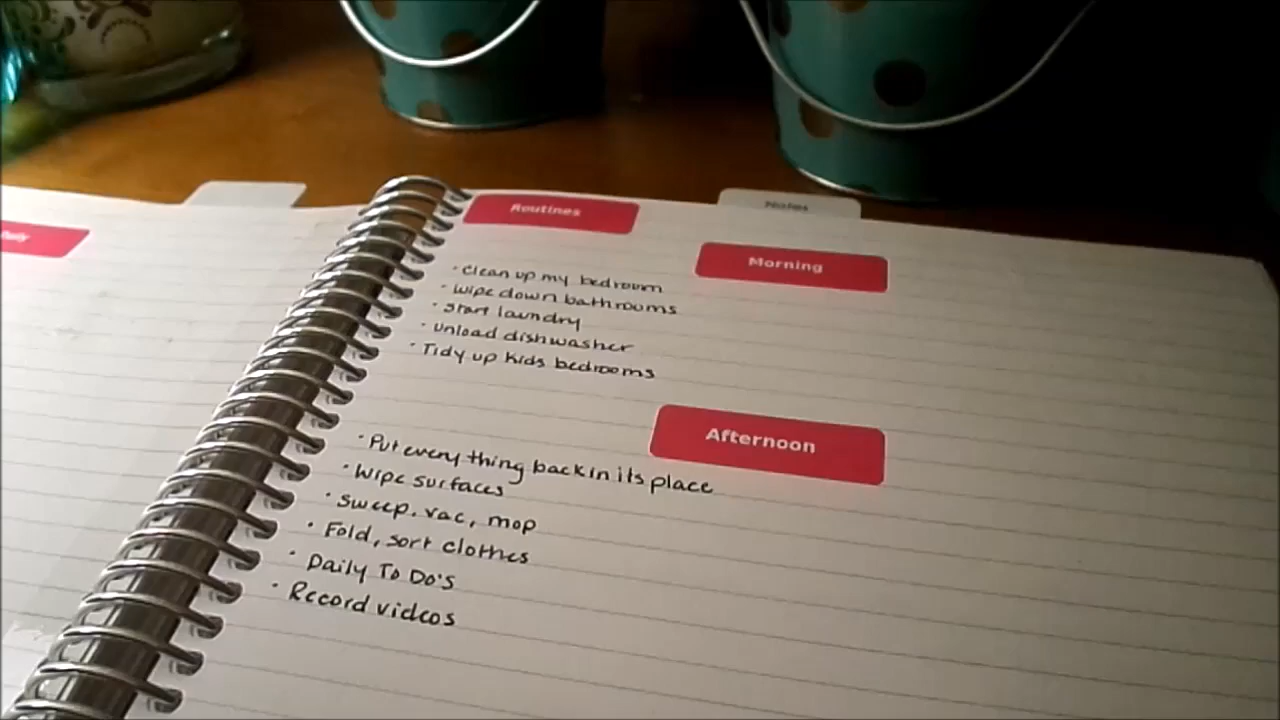 Daily
Routines
Notes
Morning
· Clean up my bedroom
· Wipe down bathrooms
· Start laundry
· Unload dishwasher
· Tidy up kids bedrooms
Afternoon
· Put every thing back in its place
· Wipe surfaces
· Sweep, vac, mop
· Fold, sort clothes
· Daily To Do's
· Record videos